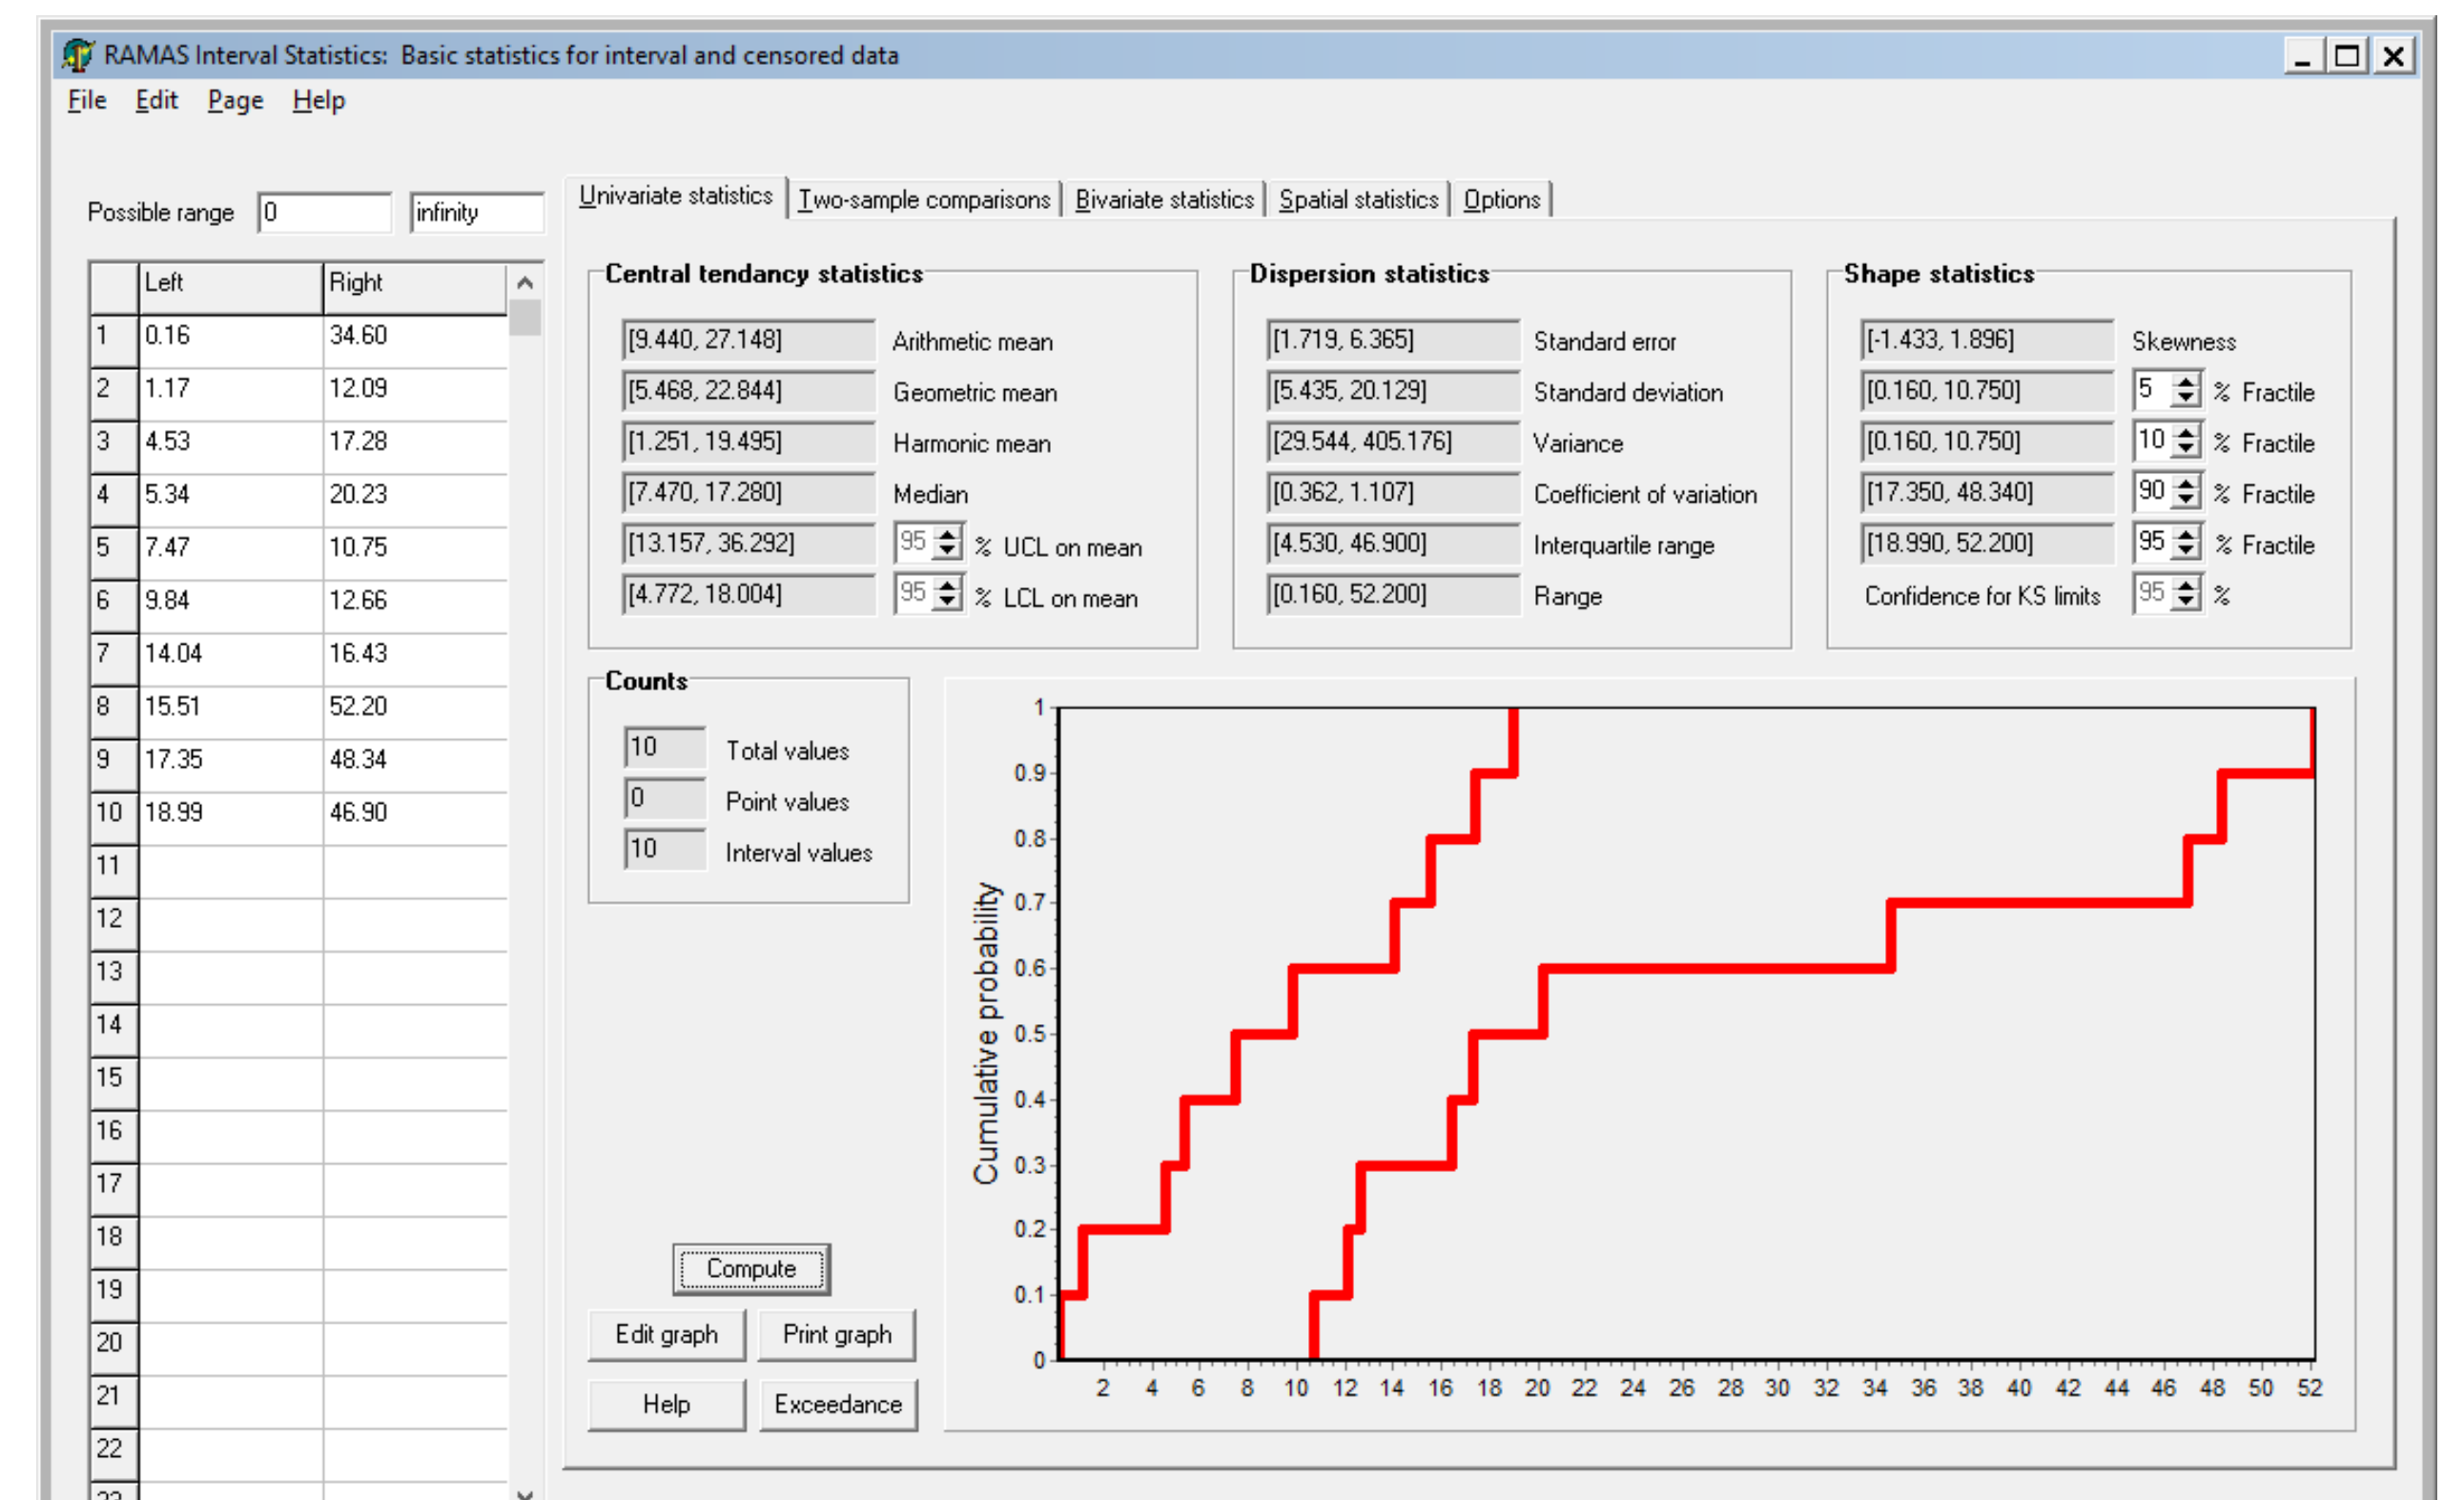 RAMAS Interval Statistics:  Basic statistics for interval and censored data
File Edit Page Help
Possible range 0 infinity
Univariate statistics Two-sample comparisons Bivariate statistics Spatial statistics Options
Left Right
1 0.16 34.60
2 1.17 12.09
3 4.53 17.28
4 5.34 20.23
5 7.47 10.75
6 9.84 12.66
7 14.04 16.43
8 15.51 52.20
9 17.35 48.34
10 18.99 46.90
11
12
13
14
15
16
17
18
19
20
21
22
Central tendancy statistics
[9.440, 27.148] Arithmetic mean
[5.468, 22.844] Geometric mean
[1.251, 19.495] Harmonic mean
[7.470, 17.280] Median
[13.157, 36.292] 95 % UCL on mean
[4.772, 18.004] 95 % LCL on mean
Dispersion statistics
[1.719, 6.365] Standard error
[5.435, 20.129] Standard deviation
[29.544, 405.176] Variance
[0.362, 1.107] Coefficient of variation
[4.530, 46.900] Interquartile range
[0.160, 52.200] Range
Shape statistics
[-1.433, 1.896] Skewness
[0.160, 10.750] 5 % Fractile
[0.160, 10.750] 10 % Fractile
[17.350, 48.340] 90 % Fractile
[18.990, 52.200] 95 % Fractile
Confidence for KS limits 95 %
Counts
10 Total values
0 Point values
10 Interval values
Compute
Edit graph Print graph
Help Exceedance
Cumulative probability
1
0.9
0.8
0.7
0.6
0.5
0.4
0.3
0.2
0.1
0
2 4 6 8 10 12 14 16 18 20 22 24 26 28 30 32 34 36 38 40 42 44 46 48 50 52